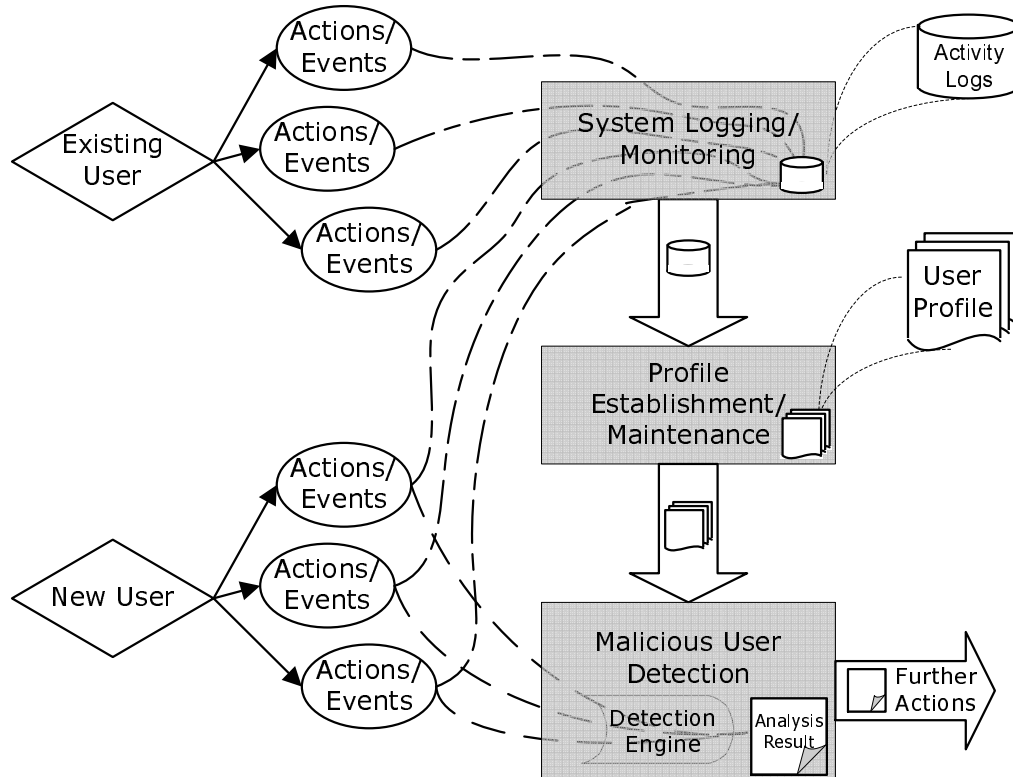 Actions/
Events
Actions/
Events
Actions/
Events
Existing
User
System Logging/
Monitoring
Activity
Logs
User
Profile
Profile
Establishment/
Maintenance
Actions/
Events
Actions/
Events
Actions/
Events
New User
Malicious User
Detection
Detection
Engine
Analysis
Result
Further
Actions